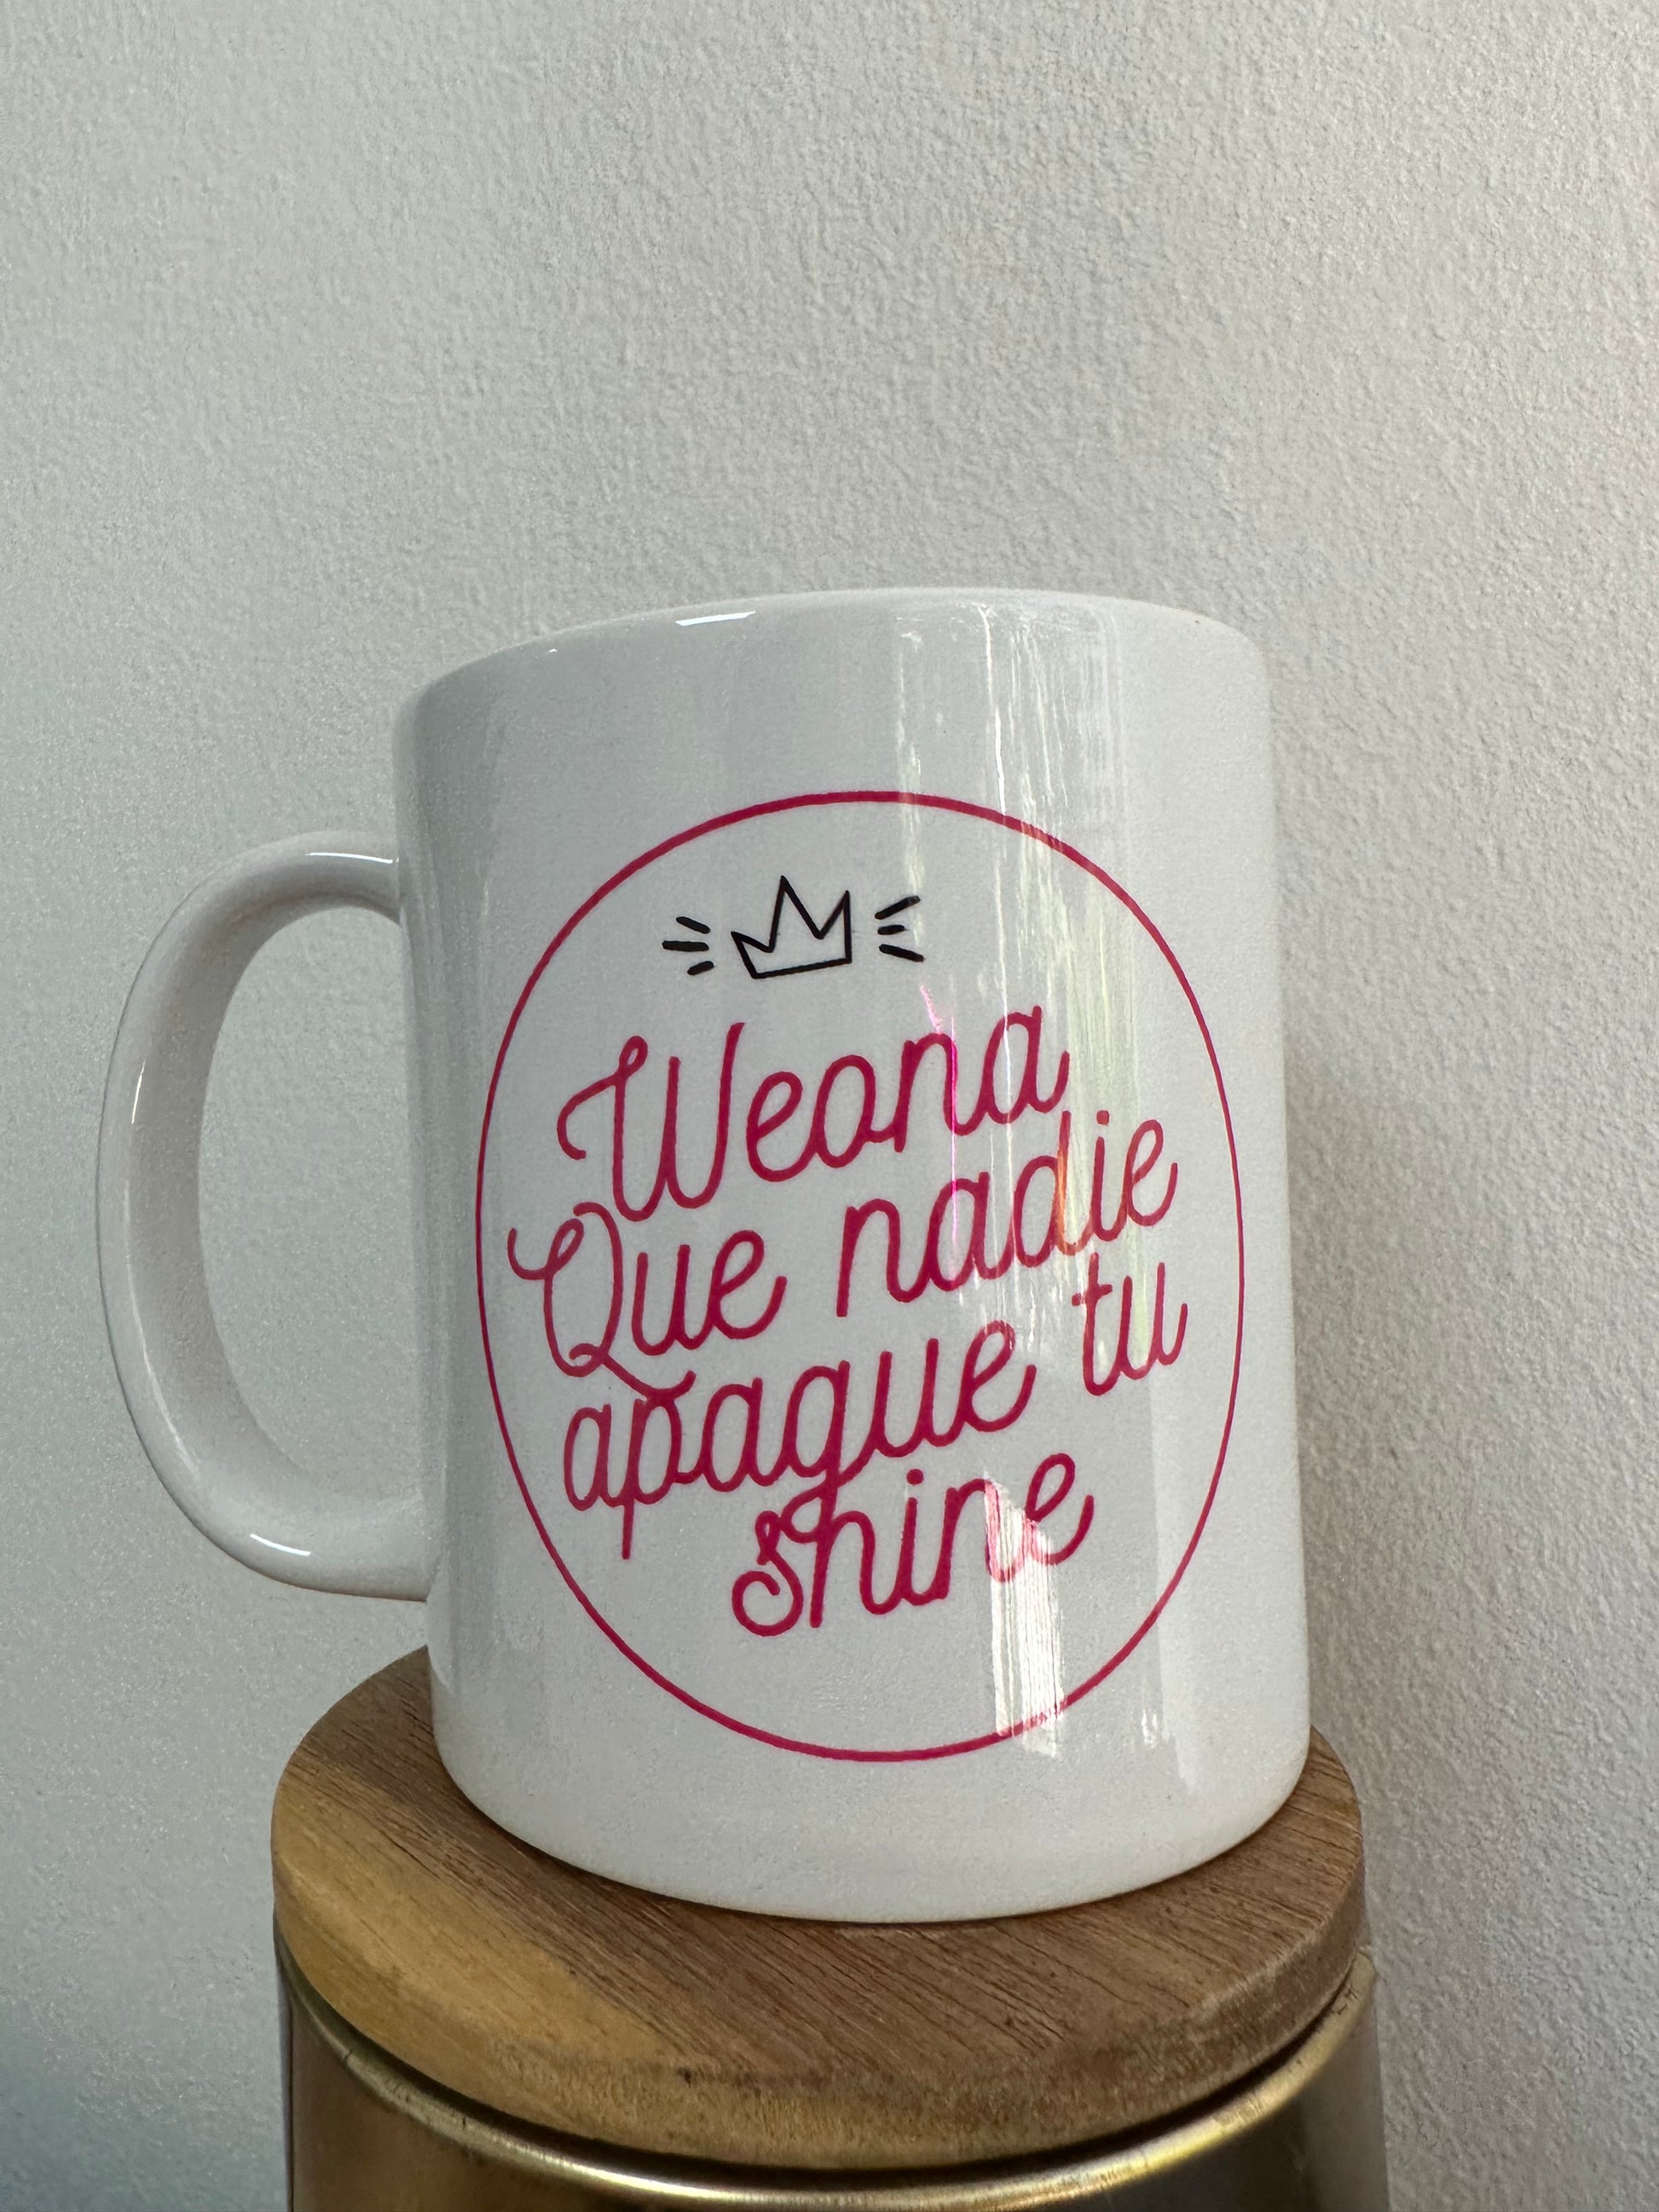 Weona
Que nadie
apague tu
shine